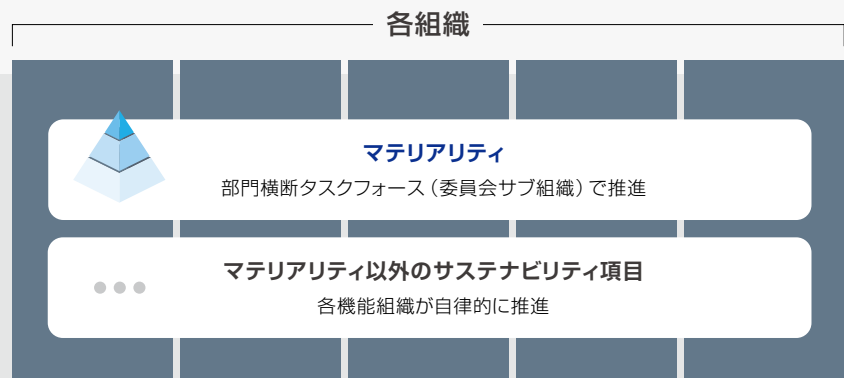 各組織
マテリアリティ
部門横断タスクフォース（委員会サブ組織）で推進
マテリアリティ以外のサステナビリティ項目
各機能組織が自律的に推進